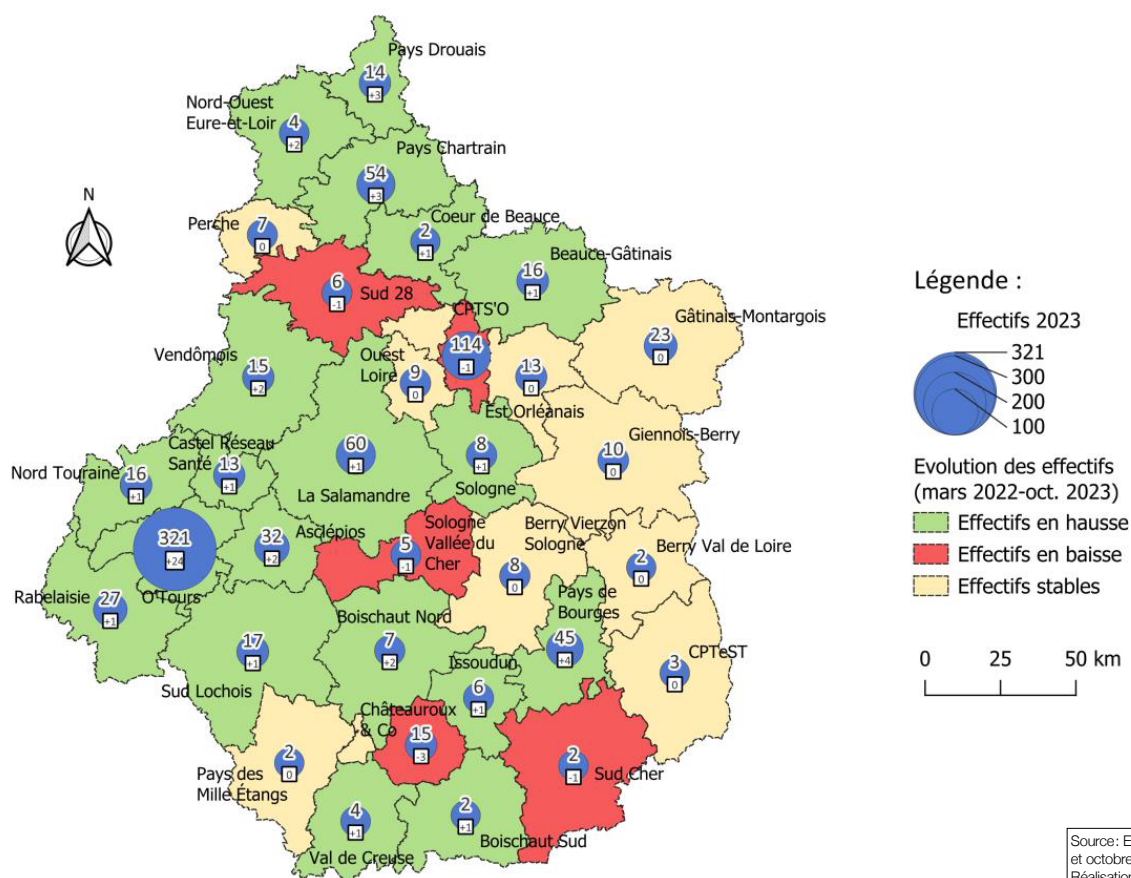 Pays Drouais
14
+3
Nord-Ouest
Eure-et-Loir
4
+2
Pays Chartrain
54
+3
N
Perche
7
0
Coeur de Beauce
2
+1
Beauce-Gâtinais
16
+1
6
-1
Sud 28
CPTS'O
114
-1
Gâtinais-Montargois
23
0
Vendômois
15
+2
Ouest
Loire
9
0
13
0
Est Orléanais
Giennois-Berry
10
0
Castel Réseau
Santé
13
+1
60
+1
La Salamandre
8
+1
Sologne
Nord Touraine
16
+1
321
+24
O'Tours
Asclépios
32
+2
Sologne
Vallée du
Cher
5
-1
Berry Vierzon
Sologne
8
0
Berry Val de Loire
2
0
Rabelaisie
27
+1
Pays de
Bourges
45
+4
17
+1
Sud Lochois
Boischaut Nord
7
+2
Issoudun
6
+1
CPTeST
3
0
Châteauroux
& Co
15
-3
2
-1
Sud Cher
2
0
Pays des
Mille Étangs
4
+1
Val de Creuse
2
+1
Boischaut Sud
Légende :
Effectifs 2023
321
300
200
100
Evolution des effectifs
(mars 2022-oct. 2023)
Effectifs en hausse
Effectifs en baisse
Effectifs stables
0 25 50 km
Source: E
et octobre
Réalisation